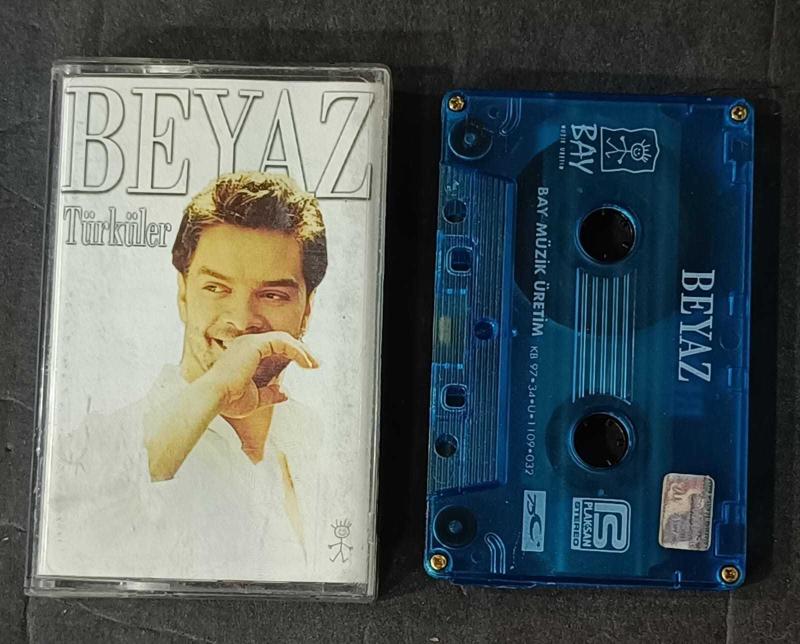 BEYAZ
Türküler
BAY
MÜZİK ÜRETİM
BAY MÜZİK ÜRETİM KB 97•34•U•1109•032
BEYAZ
PLAKSAN
STEREO